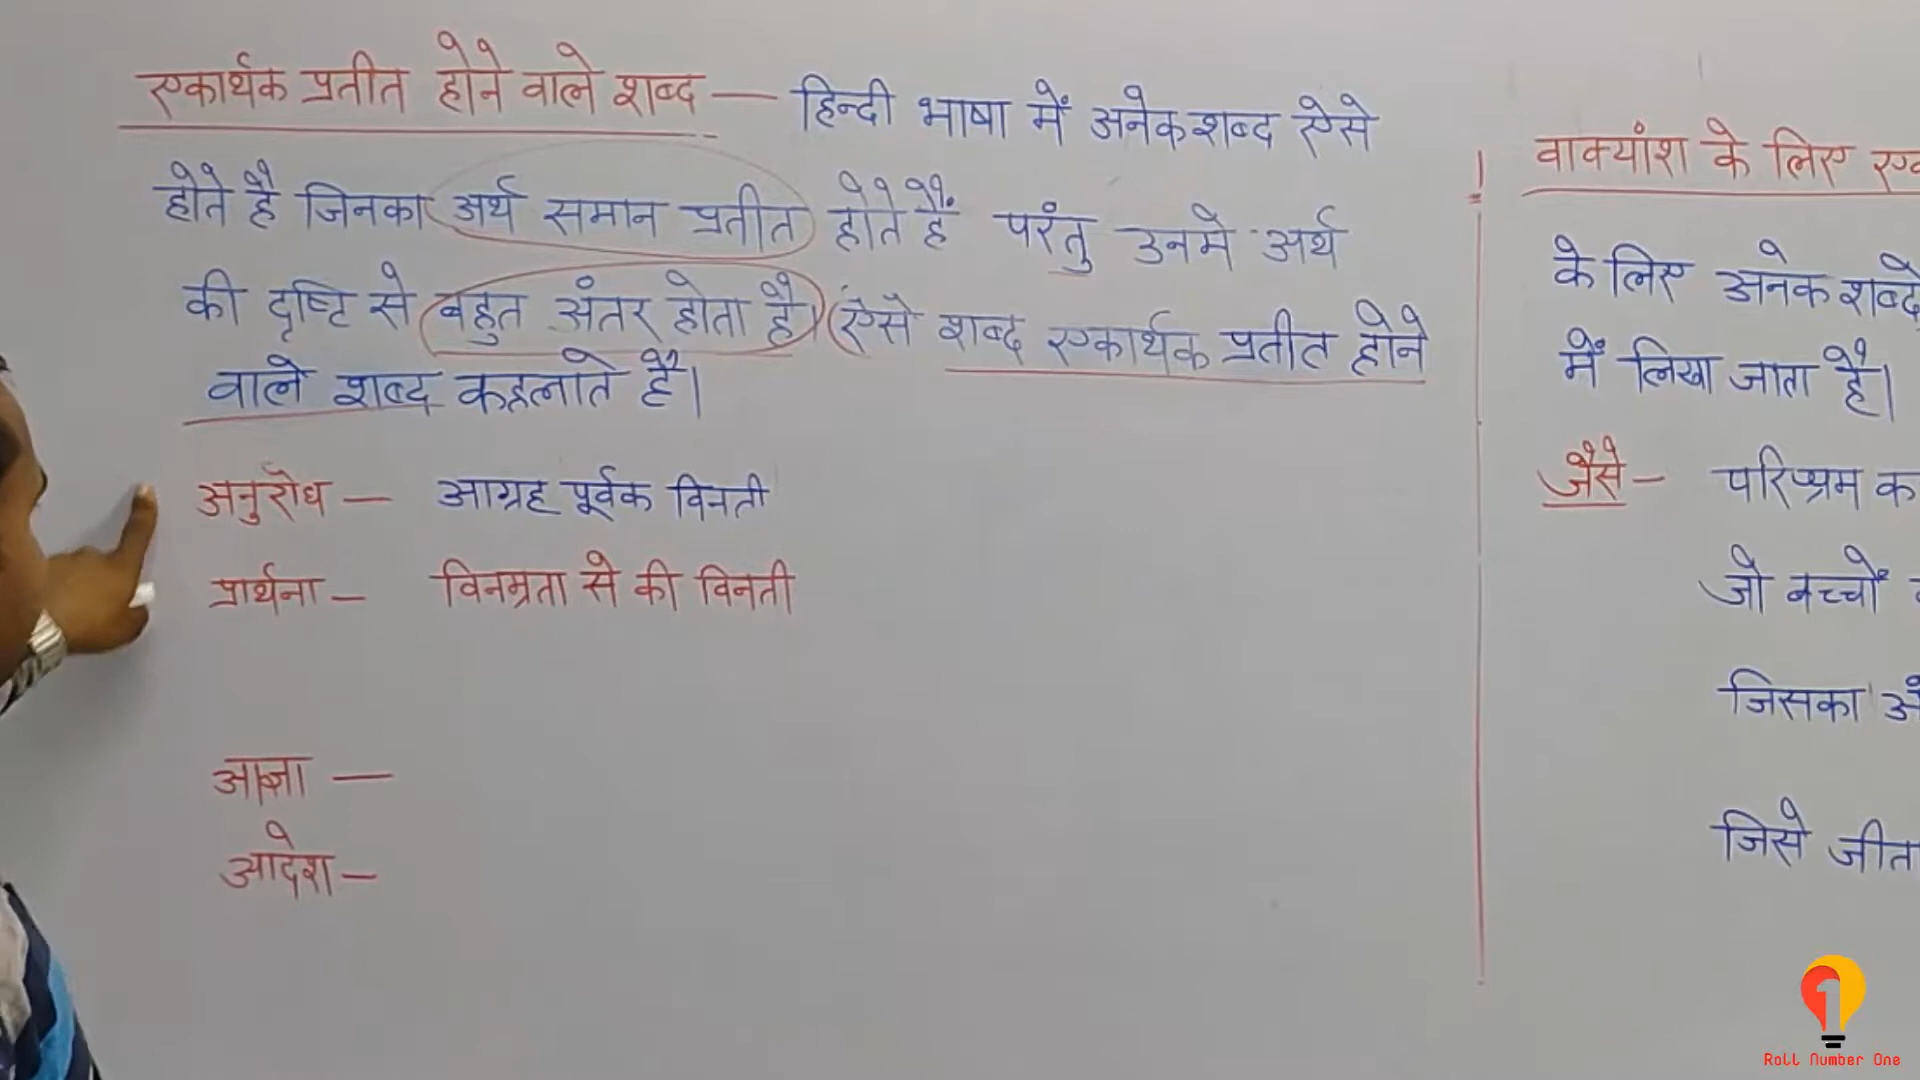 एकार्थक प्रतीत होने वाले शब्द — हिन्दी भाषा में अनेक शब्द ऐसे
होते है जिनका अर्थ समान प्रतीत होते हैं परंतु उनमे अर्थ
की दृष्टि से बहुत अंतर होता है। ऐसे शब्द एकार्थक प्रतीत होने
वाले शब्द कहलाते है।
अनुरोध — आग्रह पूर्वक विनती
प्रार्थना — विनम्रता से की विनती
आज्ञा —
आदेश —
वाक्यांश के लिए
के लिए अनेक शब्दो
में लिखा जाता है।
जैसे — परिश्रम क
जो बच्चों
जिसका
जिसे जीत
Roll Number One